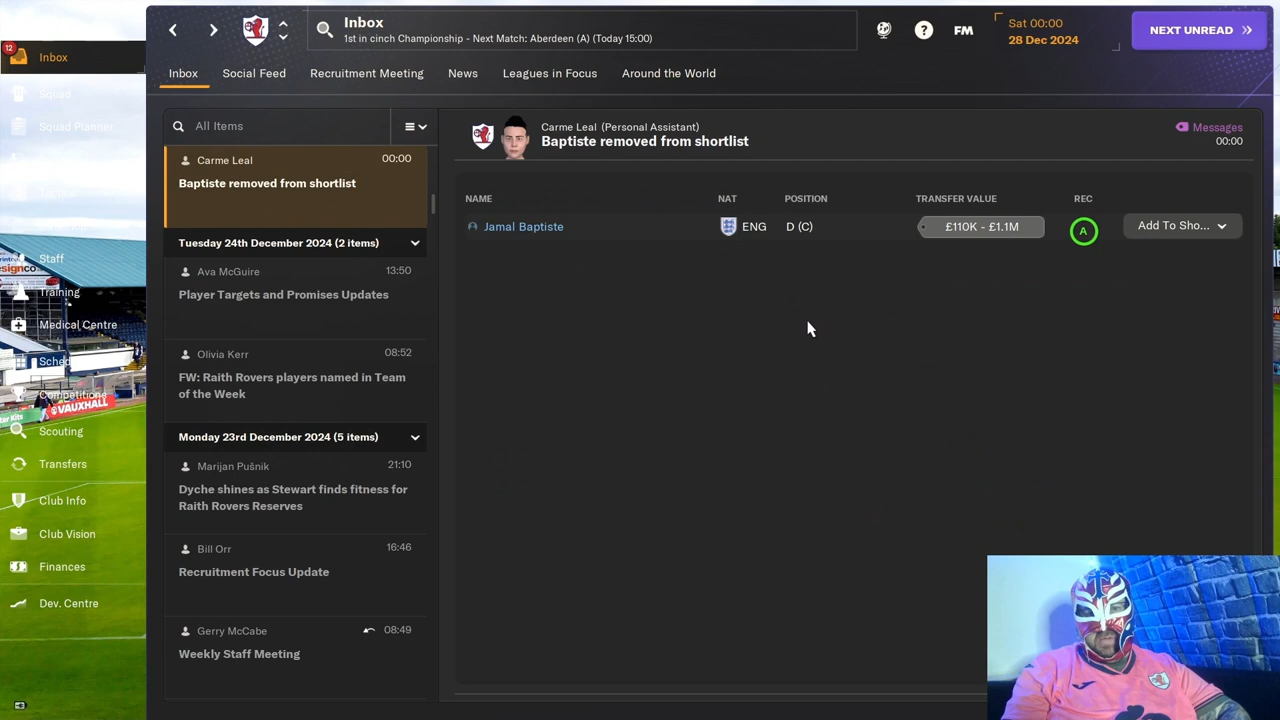 Inbox
1st in cinch Championship - Next Match: Aberdeen (A) (Today 15:00)
FM
Sat 00:00
28 Dec 2024
NEXT UNREAD
12
Inbox
Squad
Squad Planner
Staff
Training
Medical Centre
Sched
Competitions
Scouting
Transfers
Club Info
Club Vision
Finances
Dev. Centre
VAUXHALL
Inbox
Social Feed
Recruitment Meeting
News
Leagues in Focus
Around the World
All Items
Carme Leal
00:00
Baptiste removed from shortlist
Tuesday 24th December 2024 (2 items)
Ava McGuire
13:50
Player Targets and Promises Updates
Olivia Kerr
08:52
FW: Raith Rovers players named in Team
of the Week
Monday 23rd December 2024 (5 items)
Marijan Pušnik
21:10
Dyche shines as Stewart finds fitness for
Raith Rovers Reserves
Bill Orr
16:46
Recruitment Focus Update
Gerry McCabe
08:49
Weekly Staff Meeting
Carme Leal (Personal Assistant)
Baptiste removed from shortlist
Messages
00:00
NAME
NAT
POSITION
TRANSFER VALUE
REC
Jamal Baptiste
ENG
D (C)
£110K - £1.1M
A
Add To Sho...